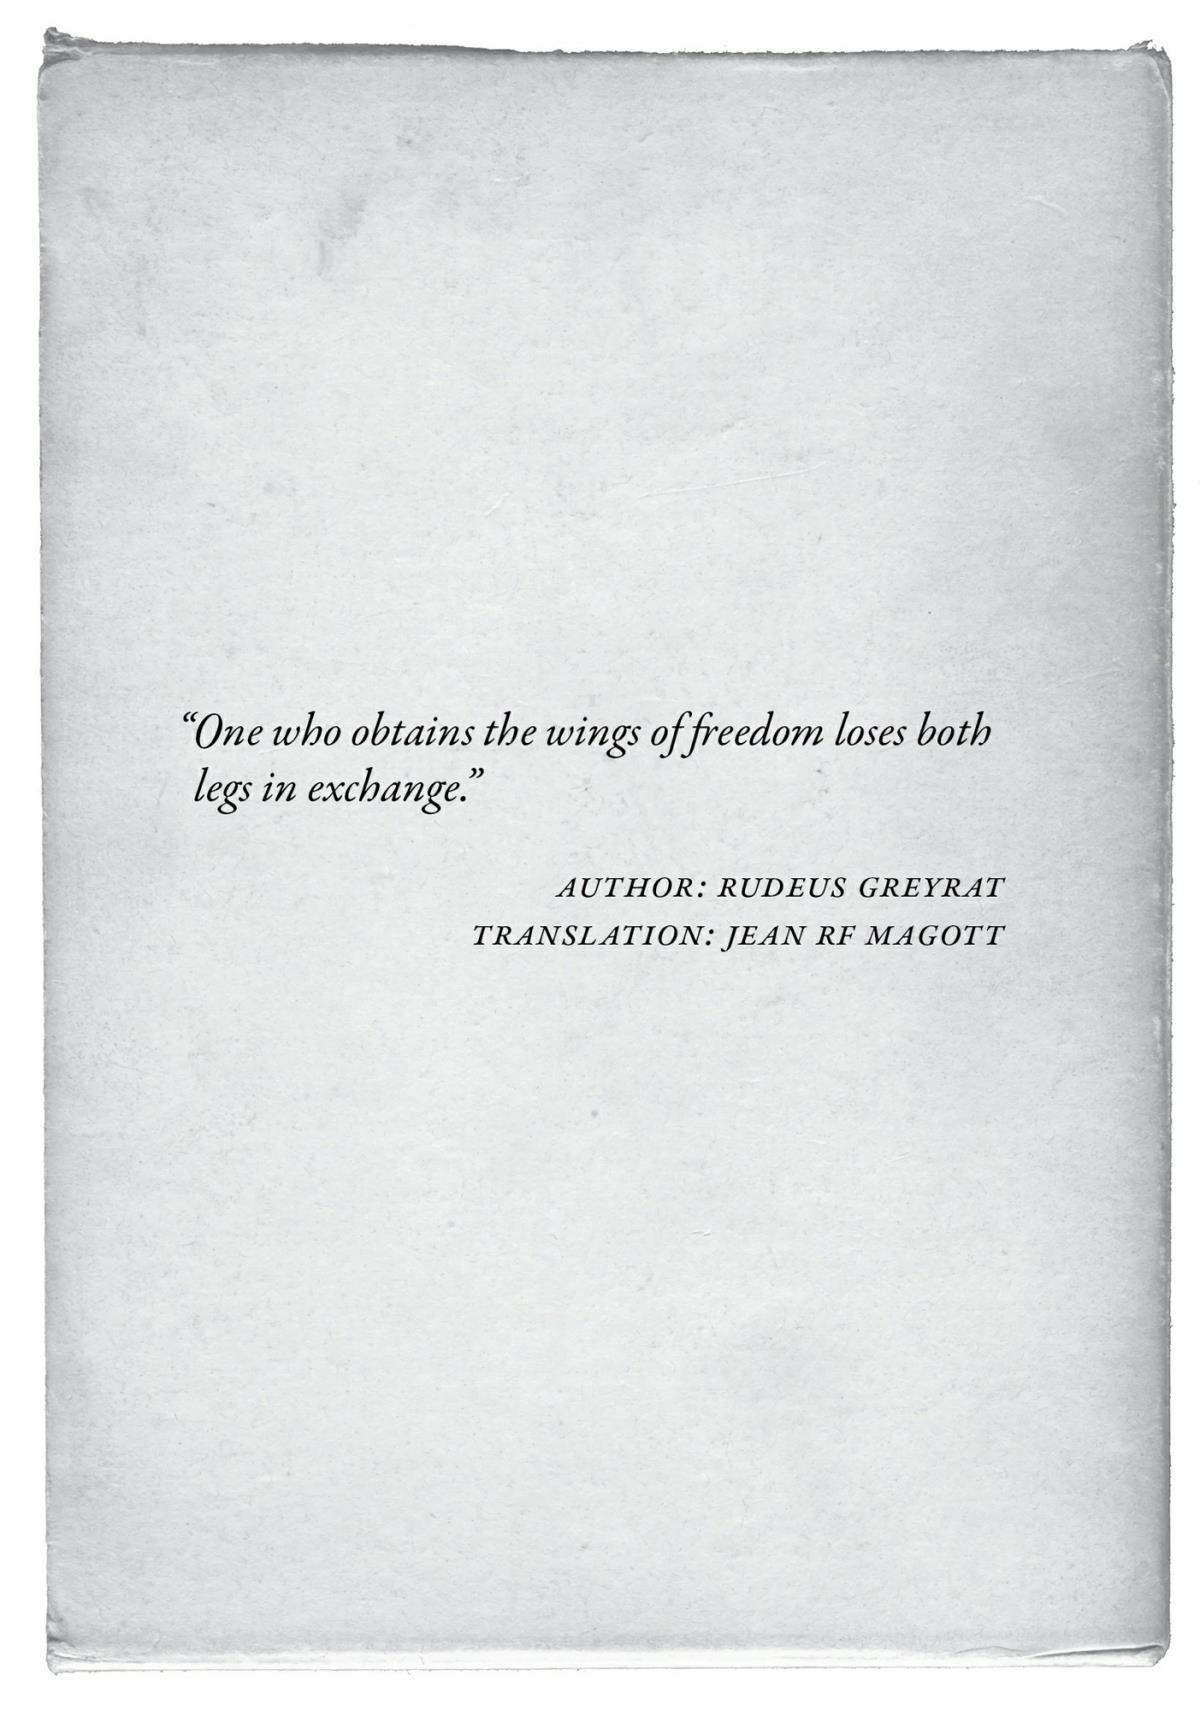 “One who obtains the wings of freedom loses both
legs in exchange.”
AUTHOR: RUDEUS GREYRAT
TRANSLATION: JEAN RF MAGOTT